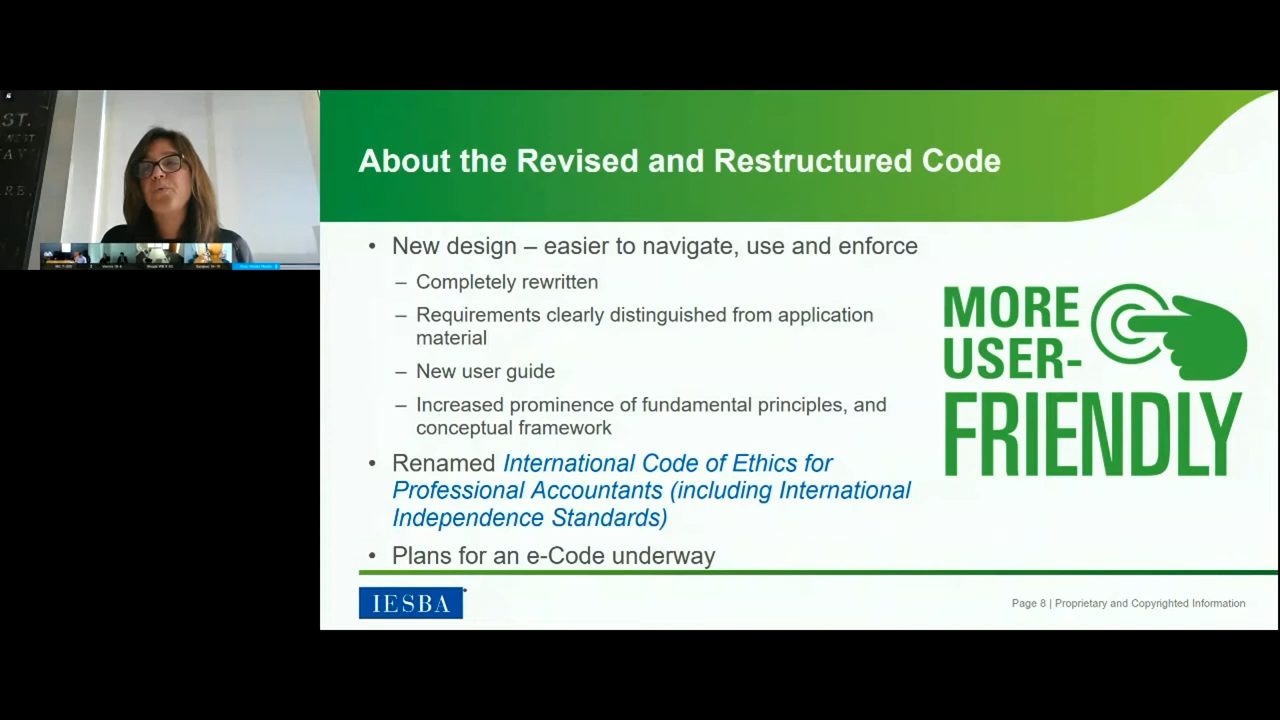 ST.
About the Revised and Restructured Code
• New design – easier to navigate, use and enforce
– Completely rewritten
– Requirements clearly distinguished from application
material
– New user guide
– Increased prominence of fundamental principles, and
conceptual framework
• Renamed International Code of Ethics for
Professional Accountants (including International
Independence Standards)
• Plans for an e-Code underway
MORE
USER-
FRIENDLY
IESBA
Page 8 | Proprietary and Copyrighted Information